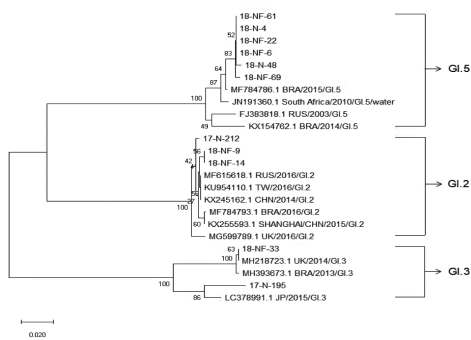 18-NF-61
52
18-N-4
18-NF-22
83
18-NF-6
64
18-N-48
18-NF-69
GI.5
87
MF784786.1 BRA/2015/GI.5
JN191360.1 South Africa/2010/GI.5/water
100
FJ383818.1 RUS/2003/GI.5
49
KX154762.1 BRA/2014/GI.5
17-N-212
56
18-NF-9
42
18-NF-14
MF615618.1 RUS/2016/GI.2
KU954110.1 TW/2016/GI.2
GI.2
52
27
KX245162.1 CHN/2014/GI.2
100
MF784793.1 BRA/2016/GI.2
60
KX255593.1 SHANGHAI/CHN/2015/GI.2
MG599789.1 UK/2016/GI.2
63
18-NF-33
100
MH218723.1 UK/2014/GI.3
MH393673.1 BRA/2013/GI.3
GI.3
100
17-N-195
86
LC378991.1 JP/2015/GI.3
0.020